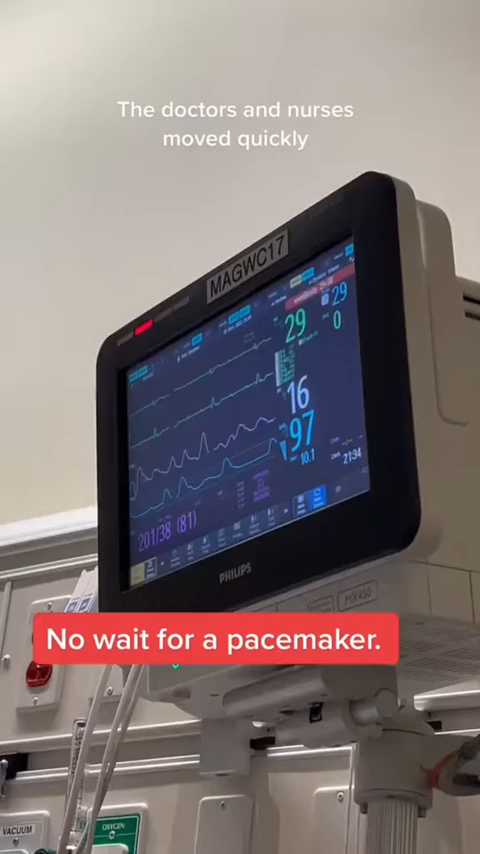 The doctors and nurses
moved quickly
MAGWC17
29
29
0
16
97
10.1
21:34
201/38 (81)
PHILIPS
MX450
No wait for a pacemaker.
VACUUM
OXYGEN